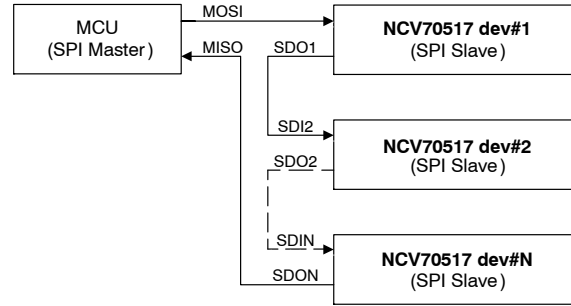 MCU
(SPI Master)
MOSI
MISO
NCV70517 dev#1
(SPI Slave)
SDO1
SDI2
NCV70517 dev#2
(SPI Slave)
SDO2
SDIN
NCV70517 dev#N
(SPI Slave)
SDON